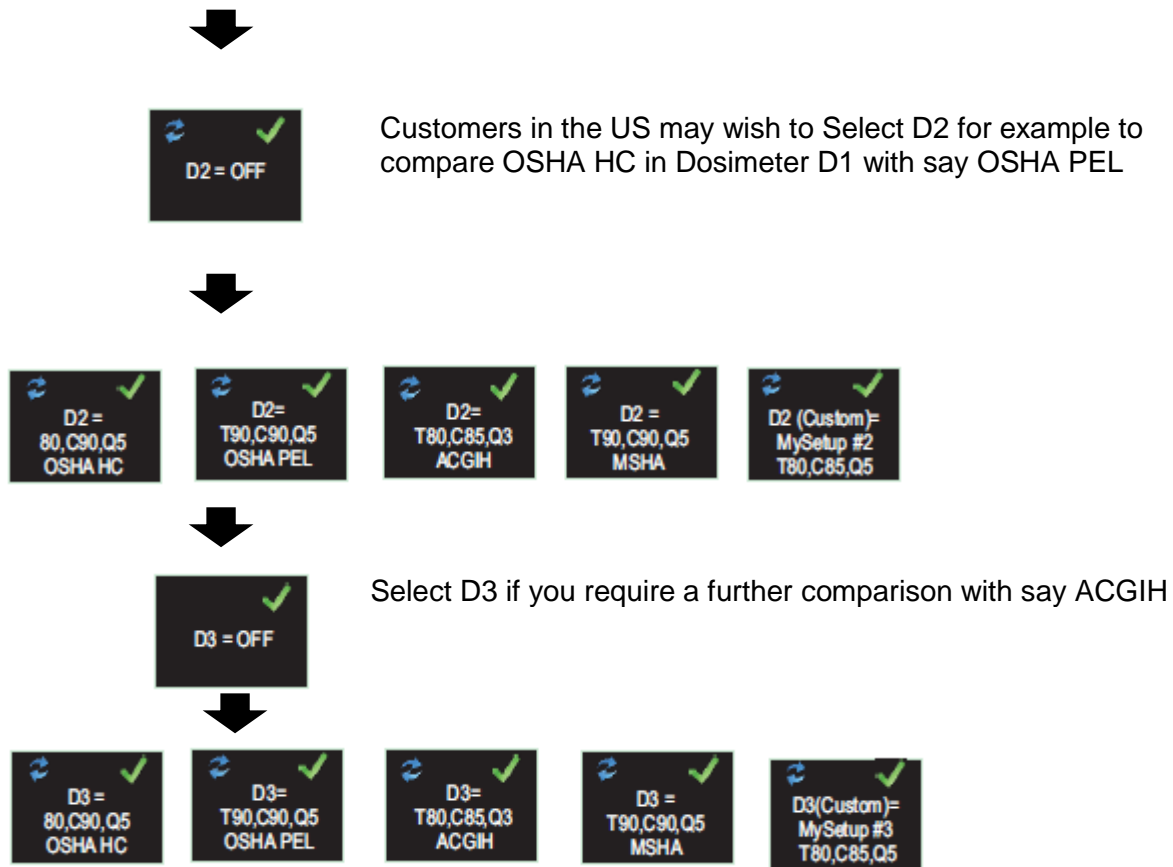 D2 = OFF
Customers in the US may wish to Select D2 for example to
compare OSHA HC in Dosimeter D1 with say OSHA PEL
D2 =
80,C90,Q5
OSHA HC
D2=
T90,C90,Q5
OSHA PEL
D2=
T80,C85,Q3
ACGIH
D2 =
T90,C90,Q5
MSHA
D2 (Custom)=
MySetup #2
T80,C85,Q5
D3 = OFF
Select D3 if you require a further comparison with say ACGIH
D3 =
80,C90,Q5
OSHA HC
D3=
T90,C90,Q5
OSHA PEL
D3=
T80,C85,Q3
ACGIH
D3 =
T90,C90,Q5
MSHA
D3(Custom)=
MySetup #3
T80,C85,Q5